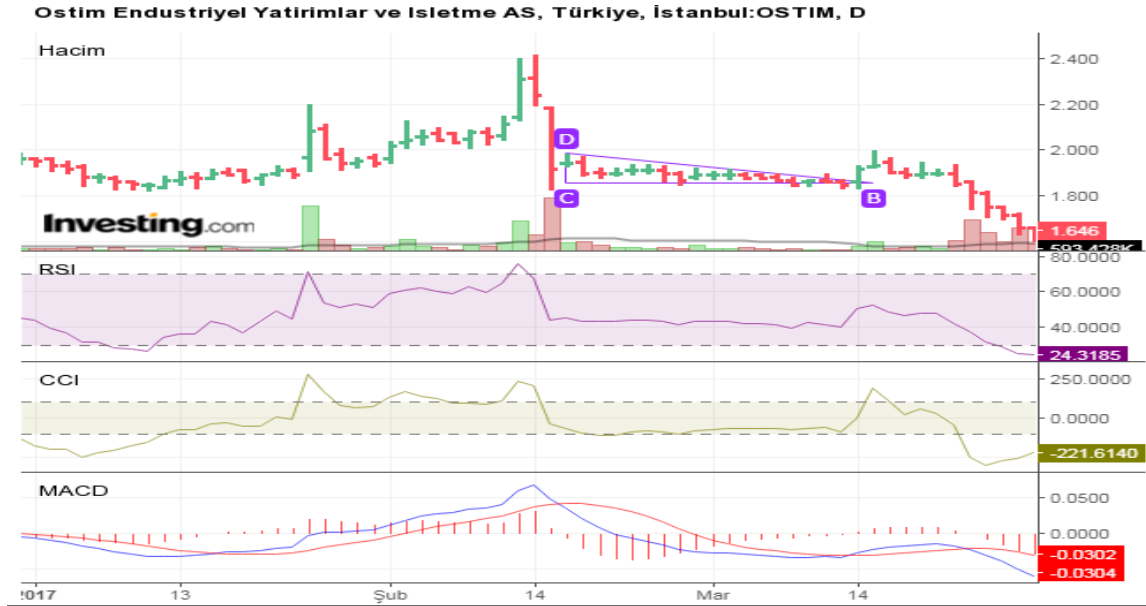 Ostim Endustriyel Yatirimlar ve Isletme AS, Türkiye, İstanbul:OSTIM, D
Hacim
2.400
2.200
D
2.000
C
B
1.800
Investing.com
1.646
593.428K
RSI
80.0000
60.0000
40.0000
24.3185
CCI
250.0000
0.0000
-221.6140
MACD
0.0500
0.0000
-0.0302
-0.0304
2017 13 Şub 14 Mar 14